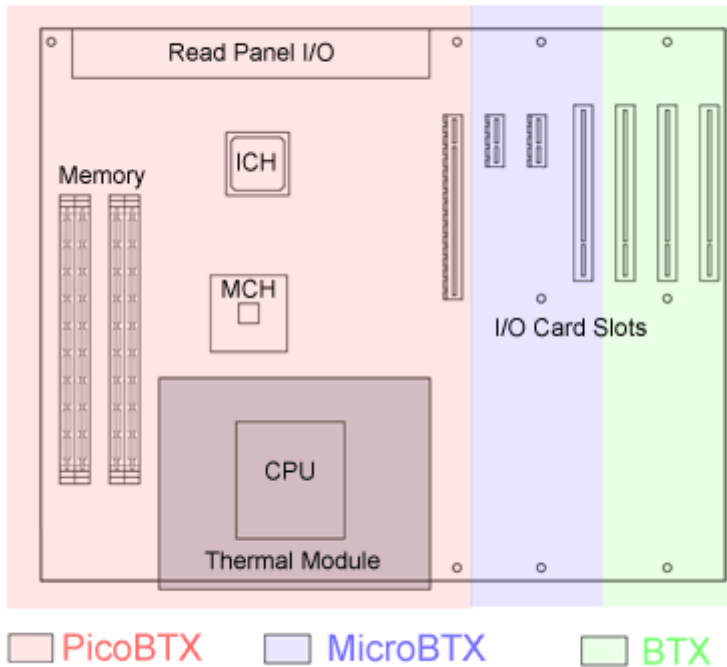 Read Panel I/O
ICH
Memory
MCH
I/O Card Slots
CPU
Thermal Module
PicoBTX
MicroBTX
BTX